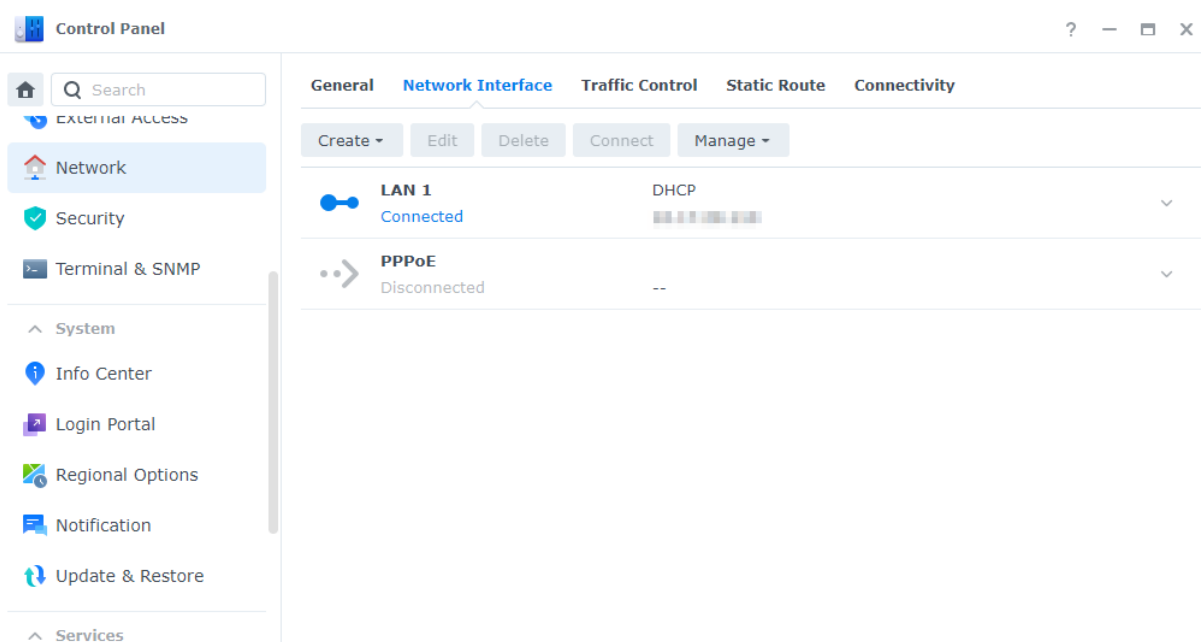 Control Panel
Search
External Access
Network
Security
Terminal & SNMP
System
Info Center
Login Portal
Regional Options
Notification
Update & Restore
Services
General Network Interface Traffic Control Static Route Connectivity
Create Edit Delete Connect Manage
LAN 1 DHCP
Connected
PPPoE
Disconnected --